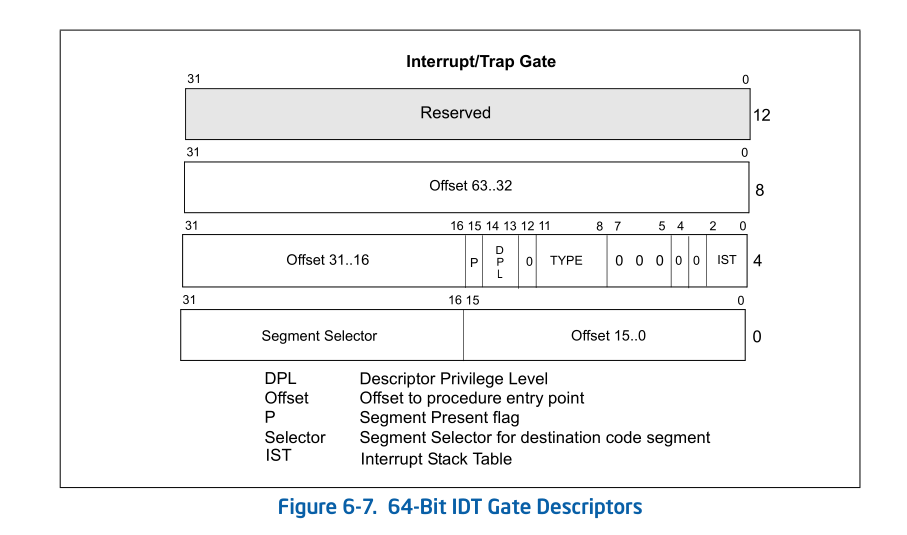 Interrupt/Trap Gate
31 0
Reserved 12
31 0
Offset 63..32 8
31 16 15 14 13 12 11 8 7 5 4 2 0
Offset 31..16 P DPL 0 TYPE 0 0 0 0 0 IST 4
31 16 15 0
Segment Selector Offset 15..0 0
DPL Descriptor Privilege Level
Offset Offset to procedure entry point
P Segment Present flag
Selector Segment Selector for destination code segment
IST Interrupt Stack Table
Figure 6-7. 64-Bit IDT Gate Descriptors